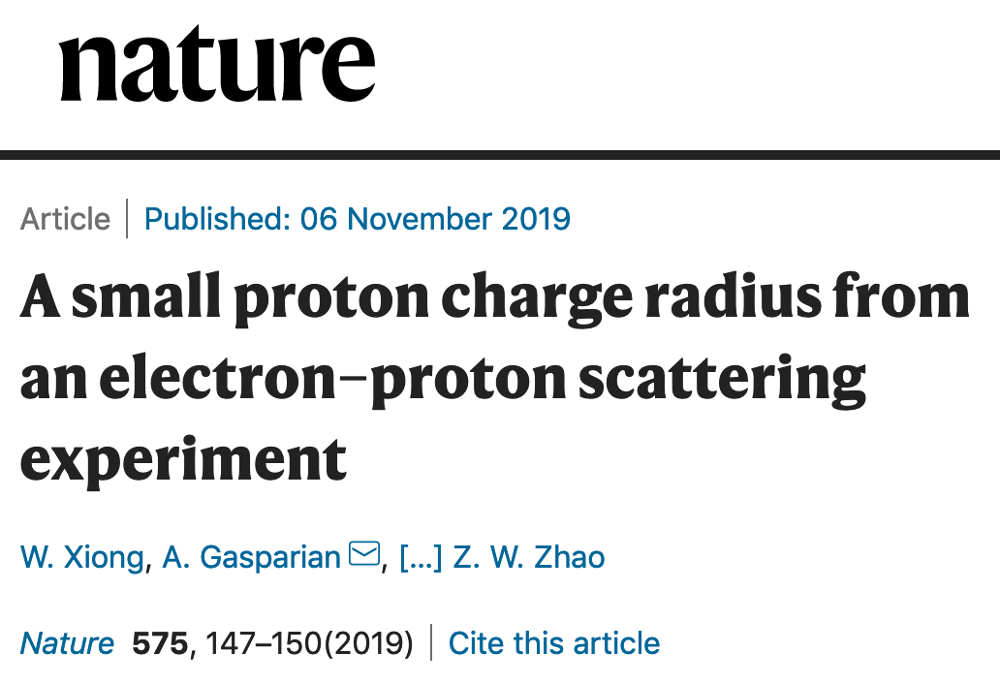 nature
Article | Published: 06 November 2019
A small proton charge radius from
an electron–proton scattering
experiment
W. Xiong, A. Gasparian, [...] Z. W. Zhao
Nature 575, 147–150(2019) | Cite this article